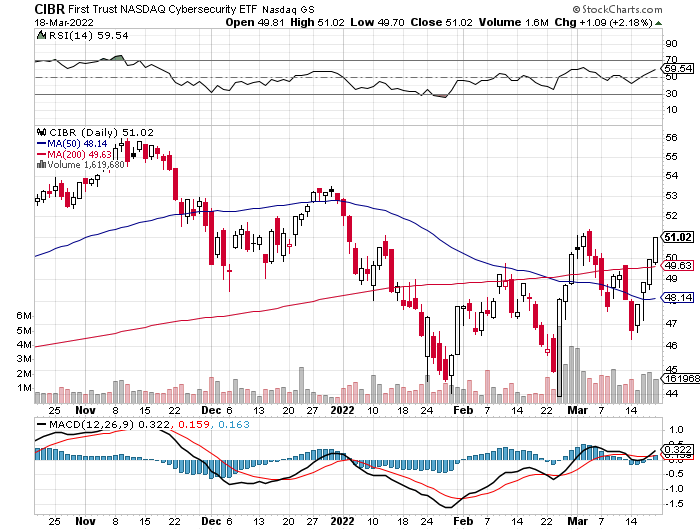 CIBR First Trust NASDAQ Cybersecurity ETF Nasdaq GS © StockCharts.com
18-Mar-2022 Open 49.81 High 51.02 Low 49.70 Close 51.02 Volume 1.6M Chg +1.09 (+2.18%)
RSI(14) 59.54
90
70
59.54
50
30
10
CIBR (Daily) 51.02
MA(50) 48.14
MA(200) 49.63
Volume 1,619,680
56
55
54
53
52
51.02
50
49.63
49
48.14
47
46
45
44
6M
5M
4M
3M
2M
1M
161968
25 Nov 8 15 22 Dec 6 13 20 27 2022 10 18 24 Feb 7 14 22 Mar 7 14
MACD(12,26,9) 0.322, 0.159, 0.163
1.0
0.5
0.322
0.0
-0.5
-1.0
-1.5
25 Nov 8 15 22 Dec 6 13 20 27 2022 10 18 24 Feb 7 14 22 Mar 7 14